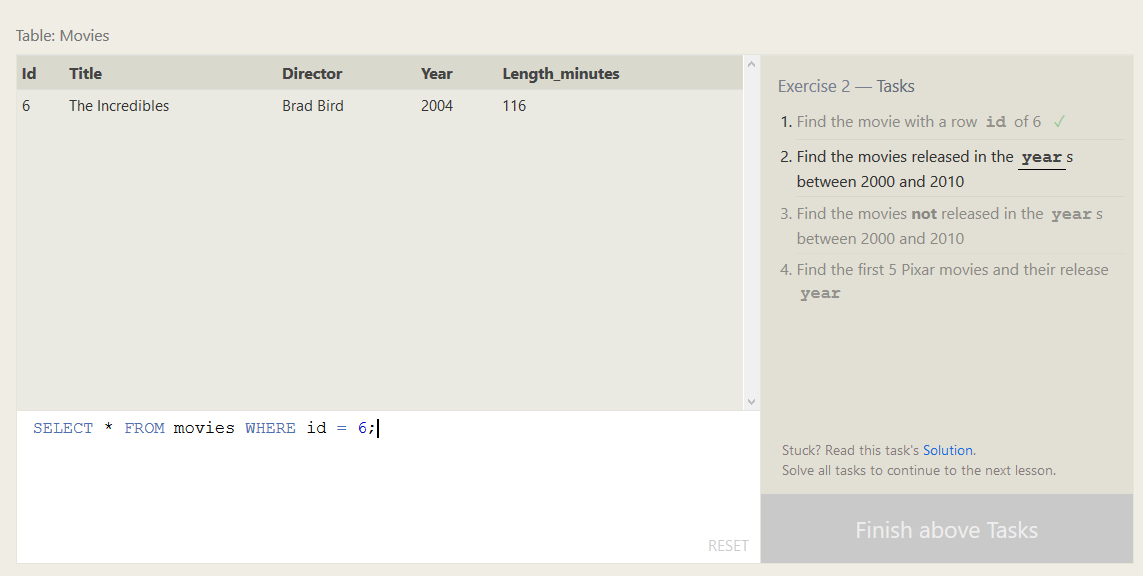 Table: Movies
Id Title Director Year Length_minutes
6 The Incredibles Brad Bird 2004 116
SELECT * FROM movies WHERE id = 6;
RESET
Exercise 2 — Tasks
1. Find the movie with a row id of 6 ✓
2. Find the movies released in the year s
between 2000 and 2010
3. Find the movies not released in the year s
between 2000 and 2010
4. Find the first 5 Pixar movies and their release
year
Stuck? Read this task's Solution.
Solve all tasks to continue to the next lesson.
Finish above Tasks